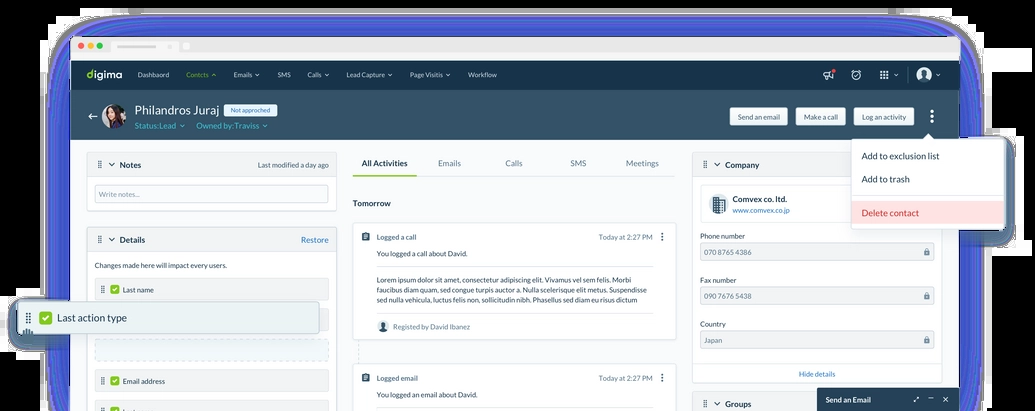 digima
Dashbaord
Contcts
Emails
SMS
Calls
Lead Capture
Page Visitis
Workflow
Philandros Juraj
Not approched
Status:Lead
Owned by:Traviss
Send an email
Make a call
Log an activity
Add to exclusion list
Add to trash
Delete contact
Notes
Last modified a day ago
Write notes...
Details
Restore
Changes made here will impact every users.
Last name
Last action type
Email address
All Activities
Emails
Calls
SMS
Meetings
Tomorrow
Logged a call
Today at 2:27 PM
You logged a call about David.
Lorem ipsum dolor sit amet, consectetur adipiscing elit. Vivamus vel sem felis. Morbi
faucibus diam quam, sed congue turpis auctor a. Nulla scelerisque elit metus. Suspendisse
sed nulla vehicula, luctus felis non, sollicitudin nibh. Phasellus sed diam eu risus dictum
Registed by David Ibanez
Logged email
Today at 2:27 PM
You logged an email about David.
Company
Comvex co. ltd.
www.comvex.co.jp
Phone number
070 8765 4386
Fax number
090 7676 5438
Country
Japan
Hide details
Groups
Send an Email